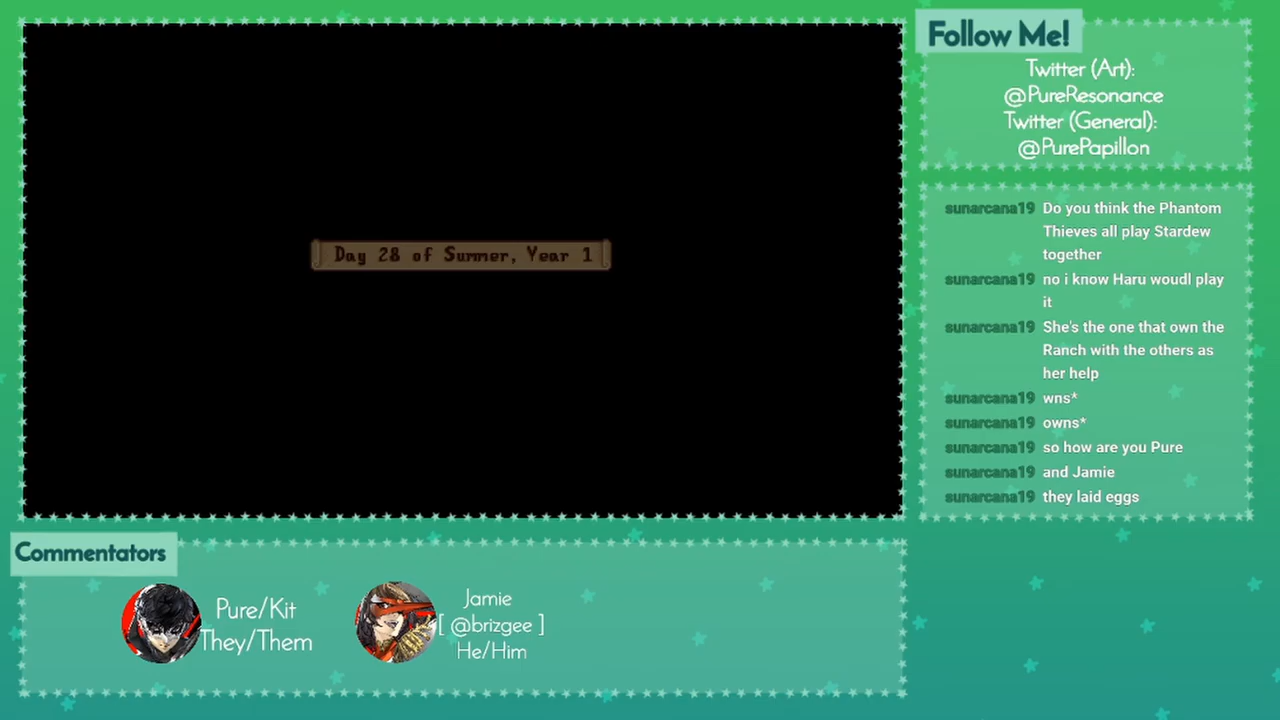 Day 28 of Summer, Year 1
Follow Me!
Twitter (Art):
@PureResonance
Twitter (General):
@PurePapillon
sunarcana19 Do you think the Phantom
Thieves all play Stardew
together
sunarcana19 no i know Haru woudl play
it
sunarcana19 She's the one that own the
Ranch with the others as
her help
sunarcana19 wns*
sunarcana19 owns*
sunarcana19 so how are you Pure
sunarcana19 and Jamie
sunarcana19 they laid eggs
Commentators
Pure/Kit
They/Them
Jamie
[ @brizgee ]
He/Him